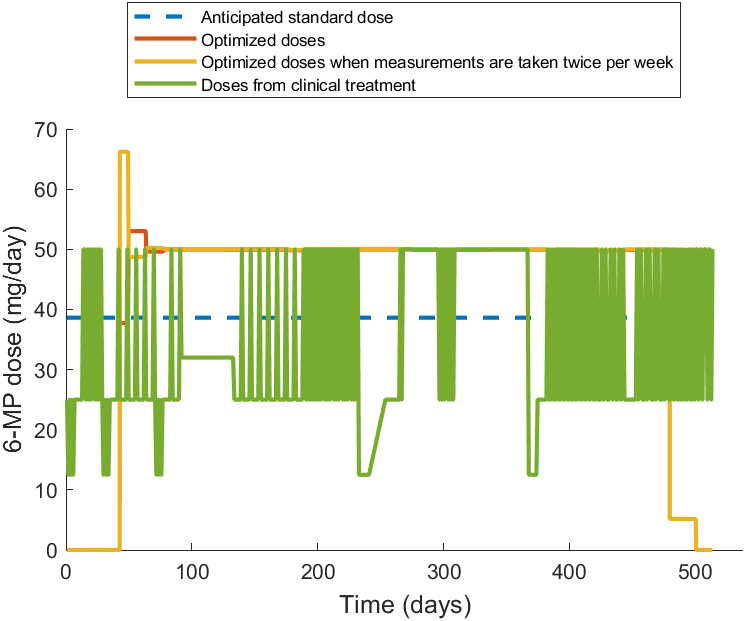 Anticipated standard dose
Optimized doses
Optimized doses when measurements are taken twice per week
Doses from clinical treatment
70
60
50
40
30
20
10
0
6-MP dose (mg/day)
0 100 200 300 400 500
Time (days)